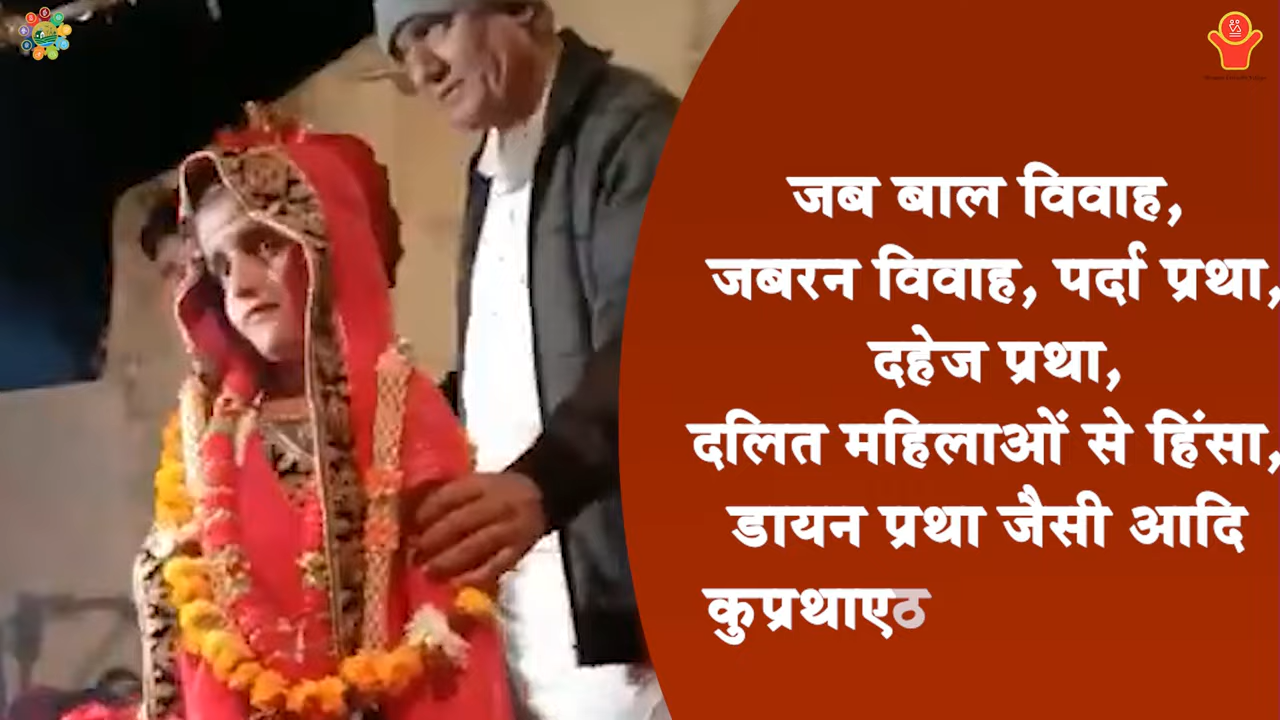 जब बाल विवाह,
जबरन विवाह, पर्दा प्रथा,
दहेज प्रथा,
दलित महिलाओं से हिंसा,
डायन प्रथा जैसी आदि
कुप्रथाएठ